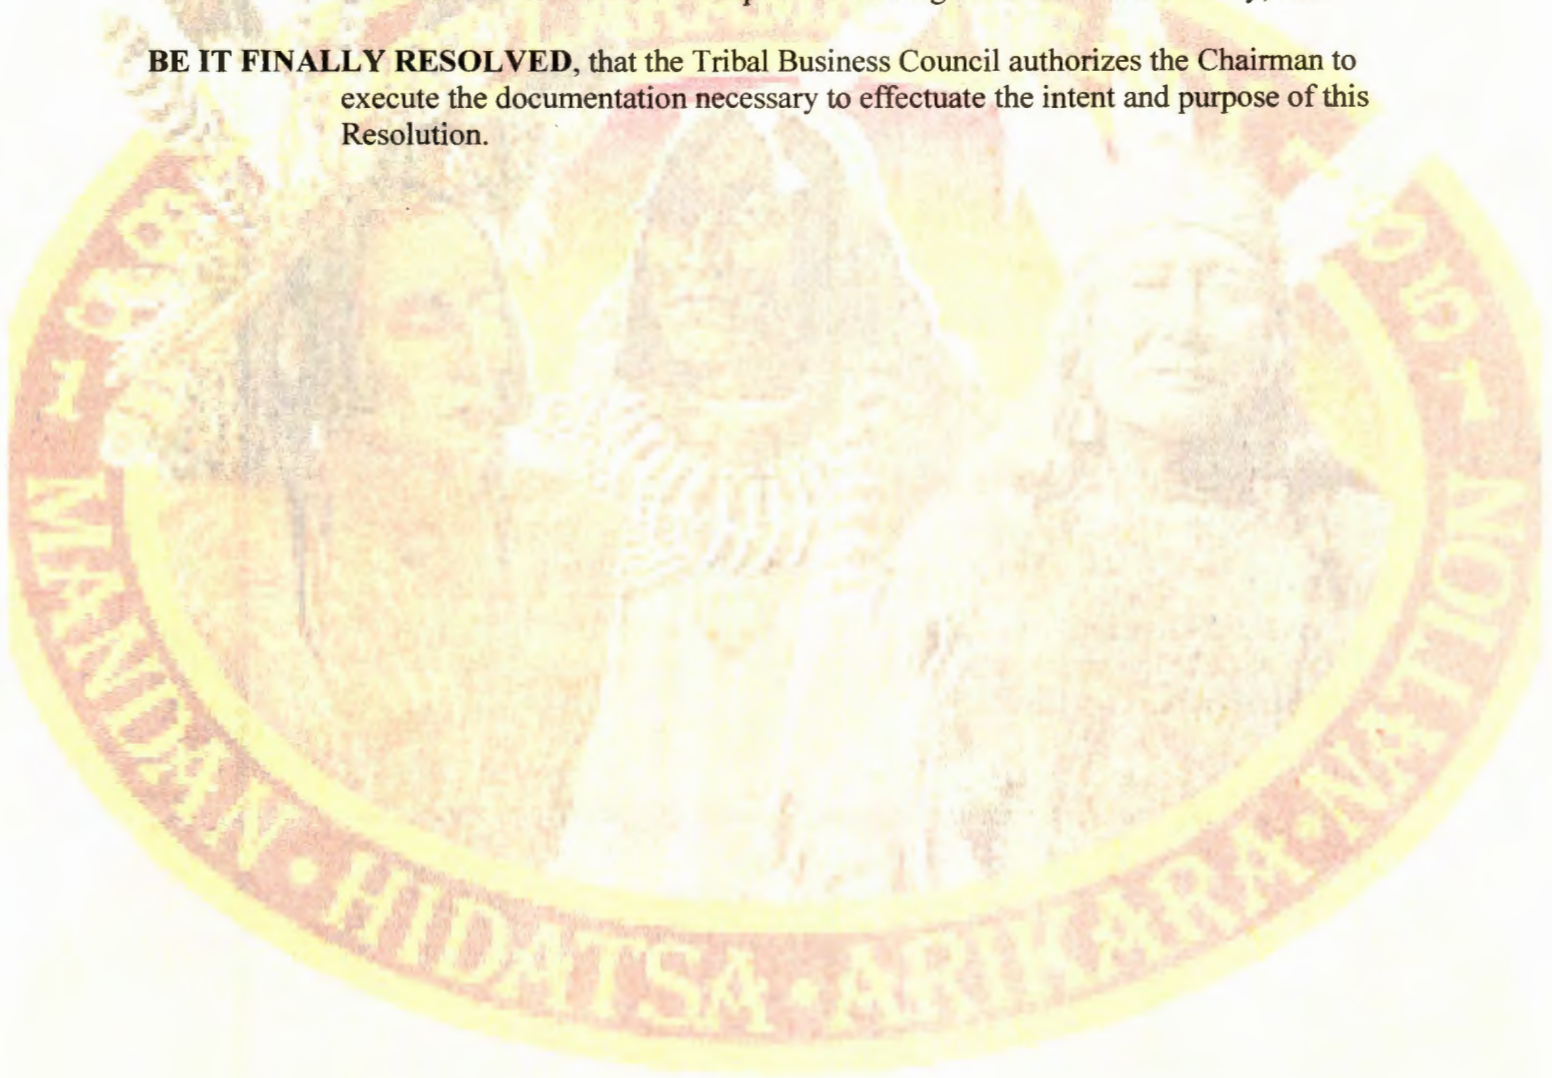 BE IT FINALLY RESOLVED, that the Tribal Business Council authorizes the Chairman to
execute the documentation necessary to effectuate the intent and purpose of this
Resolution.
MANDAN • HIDATSA • ARIKARA • NATION